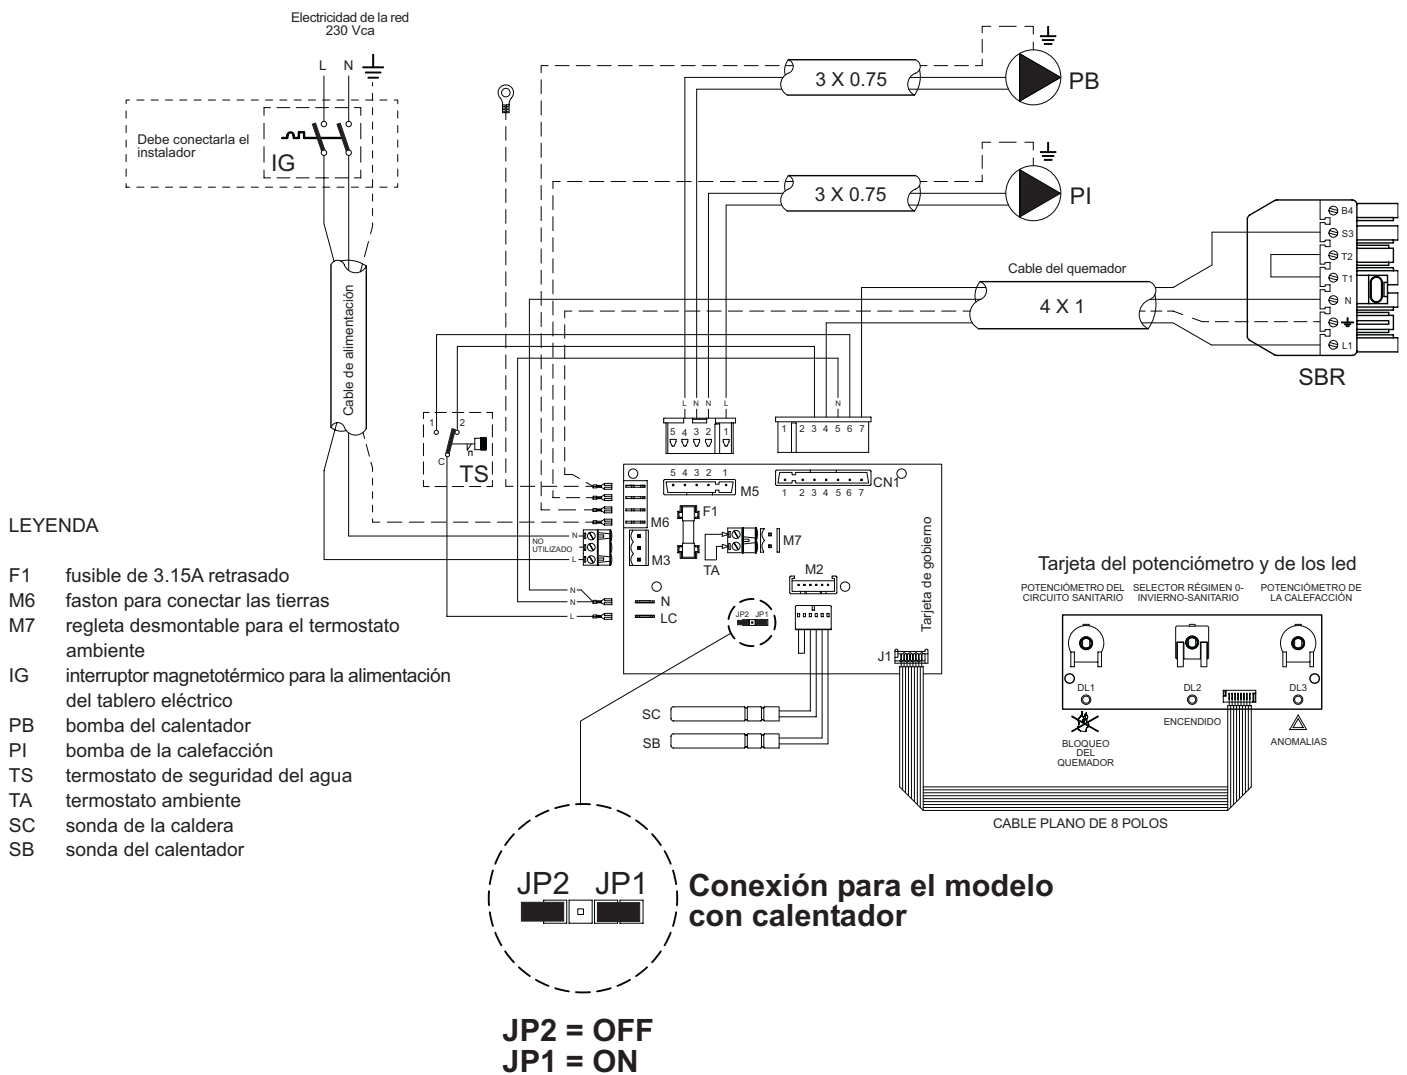 Electricidad de la red
230 Vca
L N
Debe conectarla el
instalador
IG
Cable de alimentación
3 X 0.75
PB
3 X 0.75
PI
Cable del quemador
4 X 1
B4
S3
T2
T1
N
L1
SBR
1 2
C
TS
L N N L
5 4 3 2 1
N
1 2 3 4 5 6 7
5 4 3 2 1
M5
1 2 3 4 5 6 7
CN1
F1
M6
M7
TA
M3
N
NO
UTILIZADO
L
M2
N
N
N
L
LC
JP2 JP1
J1
Tarjeta de gobierno
SC
SB
LEYENDA
F1 fusible de 3.15A retrasado
M6 faston para conectar las tierras
M7 regleta desmontable para el termostato
ambiente
IG interruptor magnetotérmico para la alimentación
del tablero eléctrico
PB bomba del calentador
PI bomba de la calefacción
TS termostato de seguridad del agua
TA termostato ambiente
SC sonda de la caldera
SB sonda del calentador
Tarjeta del potenciómetro y de los led
POTENCIÓMETRO DEL
CIRCUITO SANITARIO
SELECTOR RÉGIMEN 0-
INVIERNO-SANITARIO
POTENCIÓMETRO DE
LA CALEFACCIÓN
DL1
DL2
DL3
BLOQUEO
DEL
QUEMADOR
ENCENDIDO
ANOMALIAS
CABLE PLANO DE 8 POLOS
JP2 JP1
Conexión para el modelo
con calentador
JP2 = OFF
JP1 = ON